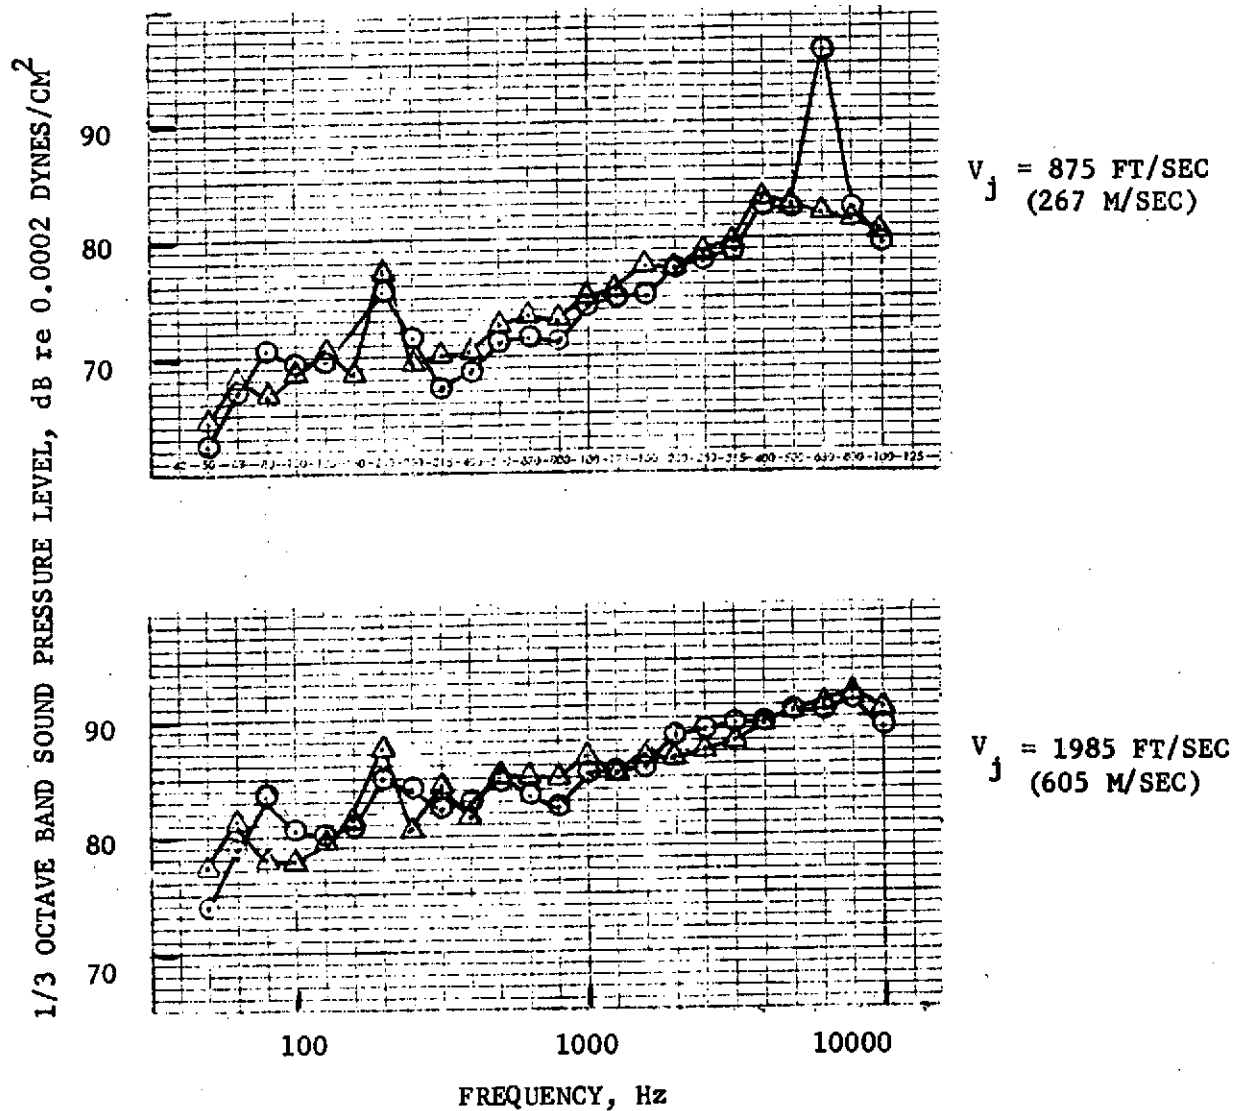 1/3 OCTAVE BAND SOUND PRESSURE LEVEL, dB re 0.0002 DYNES/CM2
90
80
70
V j = 875 FT/SEC
(267 M/SEC)
90
80
70
V j = 1985 FT/SEC
(605 M/SEC)
100
1000
10000
FREQUENCY, Hz